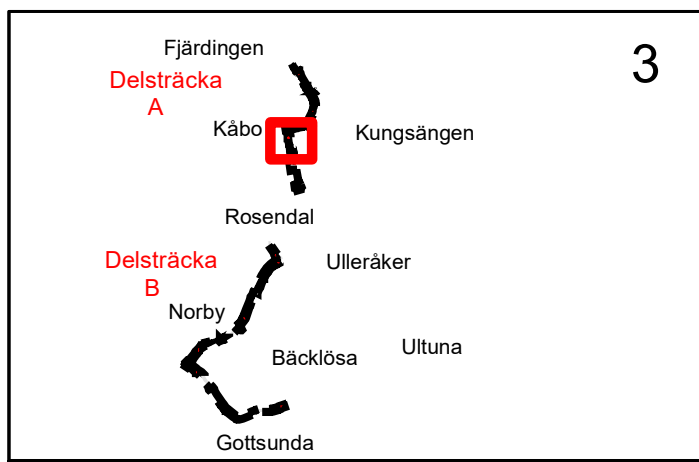 Fjärdingen
3
Delsträcka
A
Kåbo
Kungsängen
Rosendal
Delsträcka
B
Ulleråker
Norby
Ultuna
Bäcklösa
Gottsunda